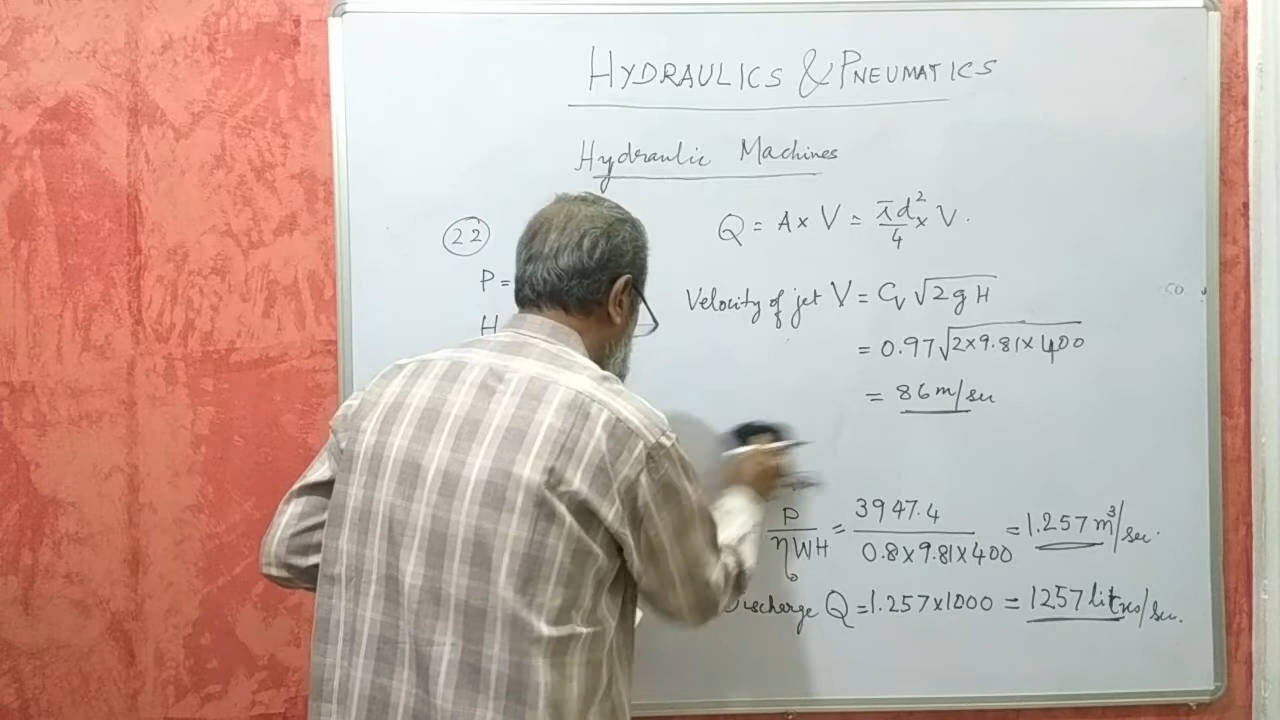 HYDRAULICS & PNEUMATICS
Hydraulic Machines
22
P =
H
Q = A × V = πd²/4 × V.
Velocity of jet V = Cv √2gH
= 0.97√2×9.81×400
= 86 m/sec
P/η₀WH = 3947.4/0.8×9.81×400 = 1.257 m³/sec.
Discharge Q = 1.257×1000 = 1257 litres/sec.
50